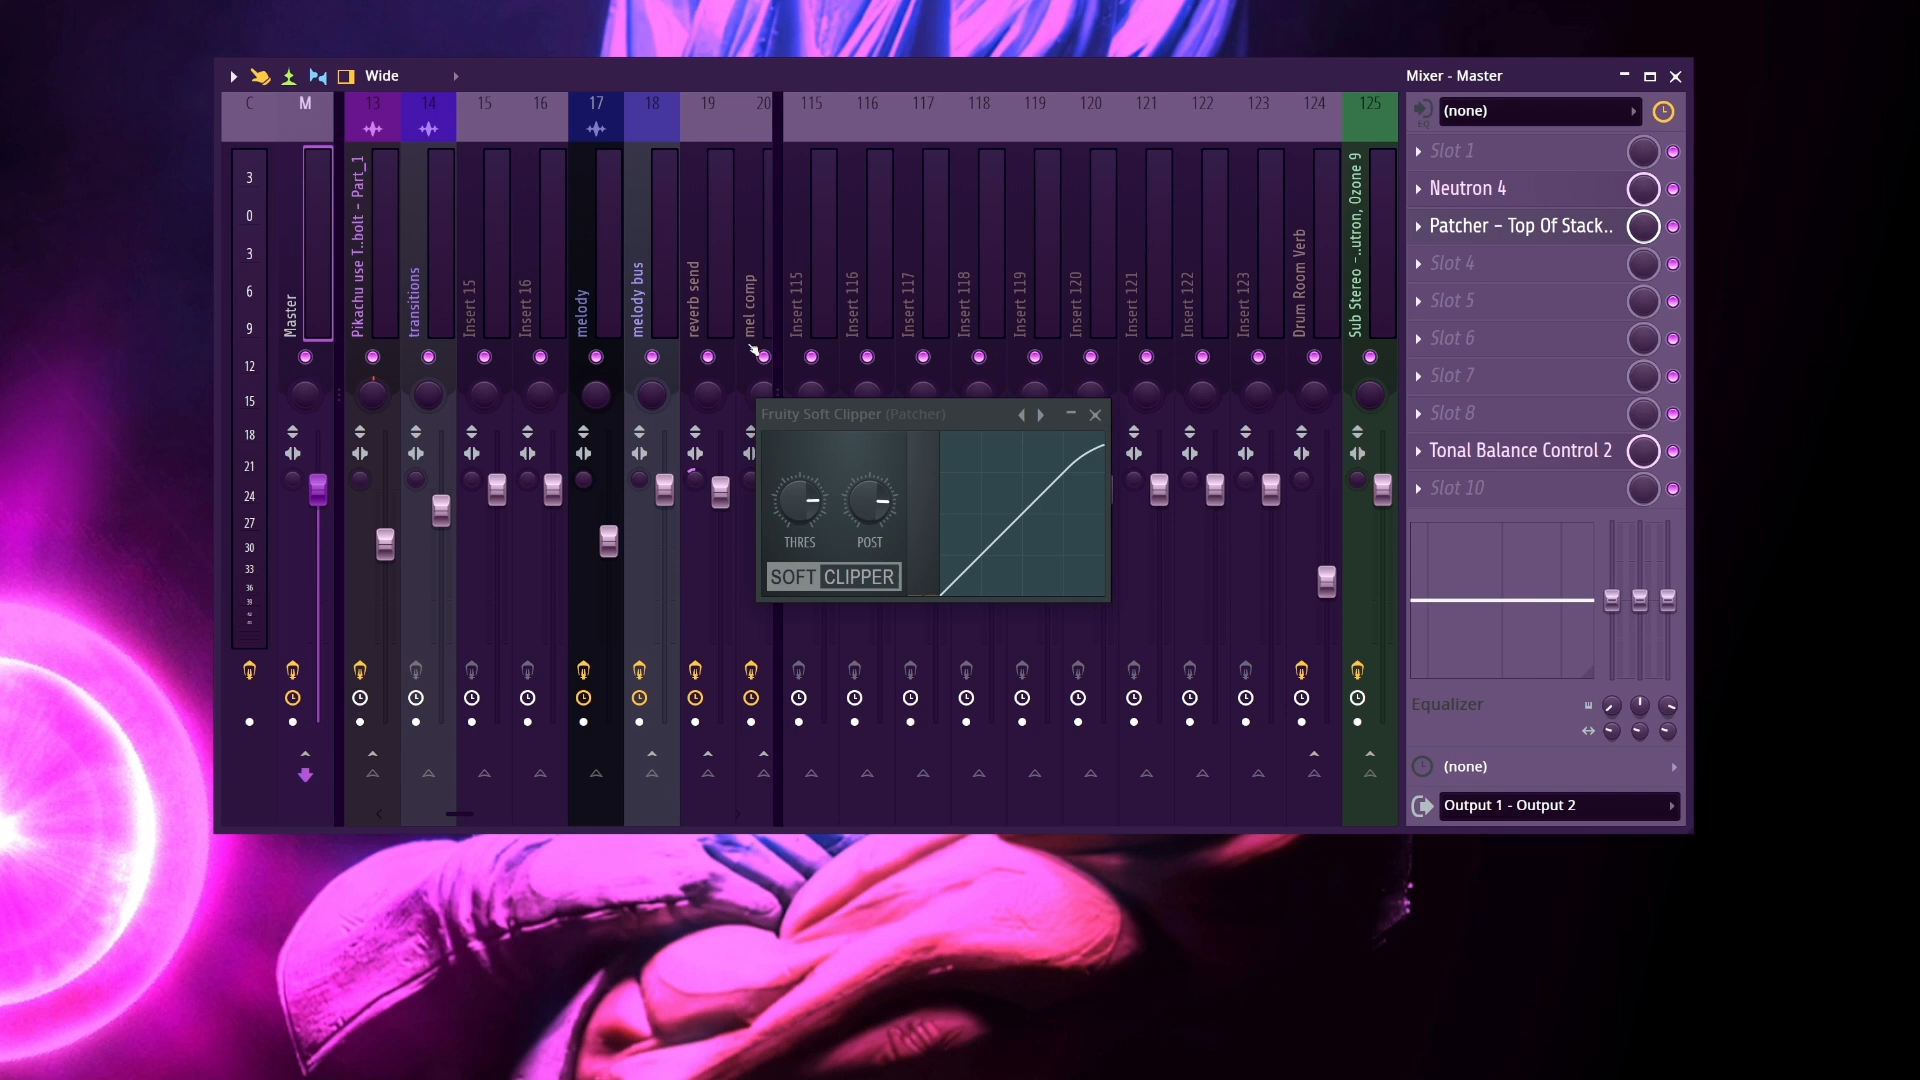 Wide
Mixer - Master
C M 13 14 15 16 17 18 19 20 115 116 117 118 119 120 121 122 123 124 125
3
0
3
6
9
12
15
18
21
24
27
30
33
36
39
Master
Pikachu use T..bolt - Part_1
transitions
Insert 15
Insert 16
melody
melody bus
reverb send
mel comp
Insert 115
Insert 116
Insert 117
Insert 118
Insert 119
Insert 120
Insert 121
Insert 122
Insert 123
Drum Room Verb
Sub Stereo -..utron, Ozone 9
Fruity Soft Clipper (Patcher)
THRES POST
SOFT CLIPPER
(none)
EQ
Slot 1
Neutron 4
Patcher - Top Of Stack..
Slot 4
Slot 5
Slot 6
Slot 7
Slot 8
Tonal Balance Control 2
Slot 10
Equalizer
(none)
Output 1 - Output 2